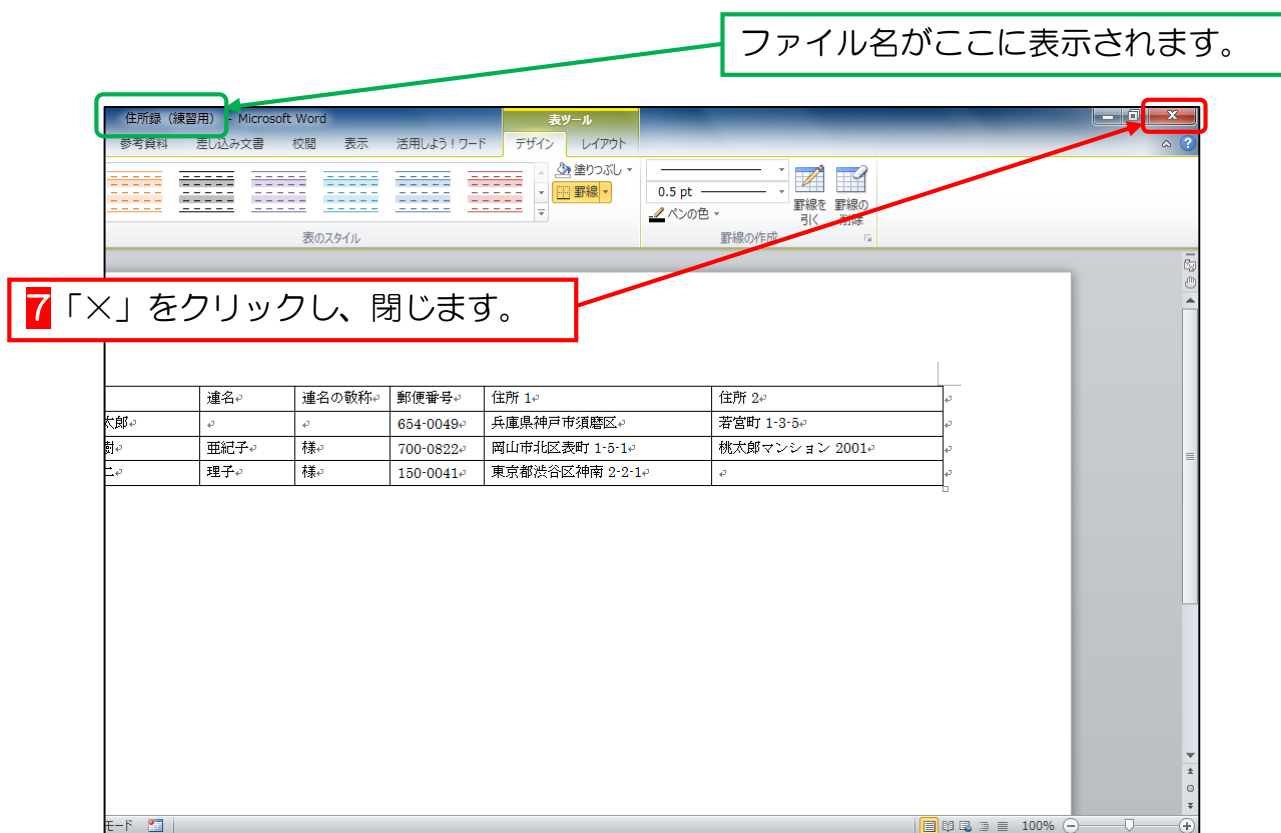 ファイル名がここに表示されます。
住所録（練習用） - Microsoft Word
表ツール
参考資料 差し込み文書 校閲 表示 活用しよう！ワード デザイン レイアウト
塗りつぶし
罫線
0.5 pt
ペンの色
罫線を引く
罫線の削除
表のスタイル
罫線の作成
7「×」をクリックし、閉じます。
連名 連名の敬称 郵便番号 住所 1 住所 2
太郎 654-0049 兵庫県神戸市須磨区 若宮町 1-3-5
樹 亜紀子 様 700-0822 岡山市北区表町 1-5-1 桃太郎マンション 2001
二 理子 様 150-0041 東京都渋谷区神南 2-2-1
モード 100%